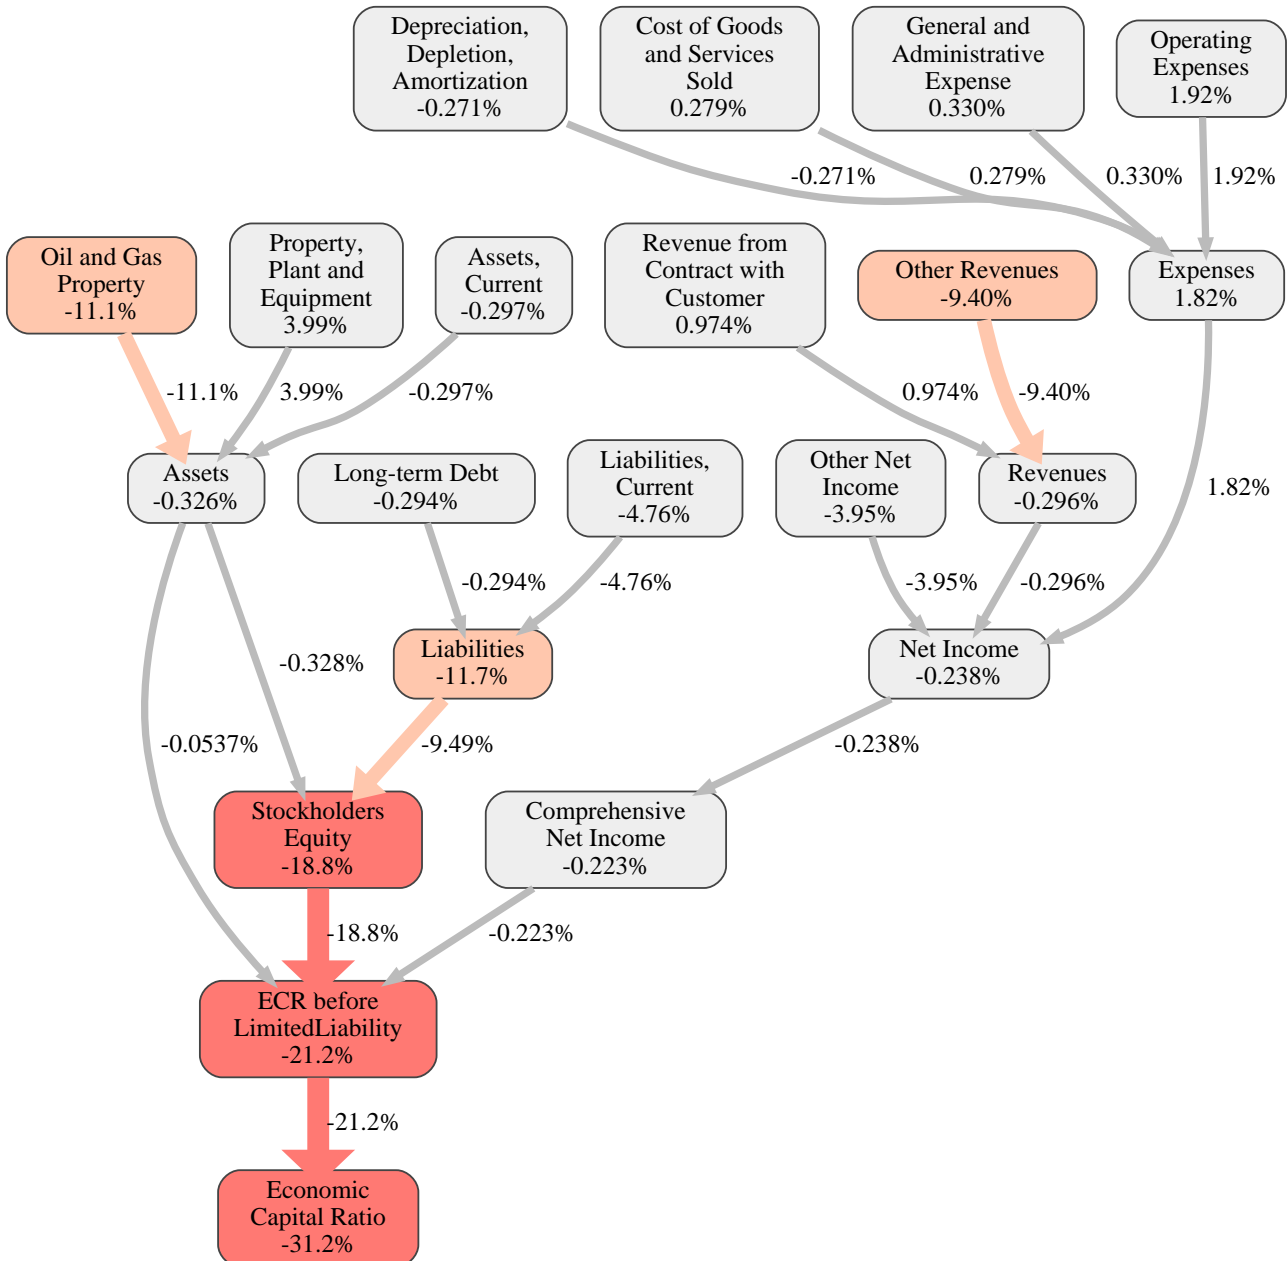 Depreciation,
Depletion,
Amortization
-0.271%
Cost of Goods
and Services
Sold
0.279%
General and
Administrative
Expense
0.330%
Operating
Expenses
1.92%
-0.271%
0.279%
0.330%
1.92%
Oil and Gas
Property
-11.1%
Property,
Plant and
Equipment
3.99%
Assets,
Current
-0.297%
Revenue from
Contract with
Customer
0.974%
Other Revenues
-9.40%
Expenses
1.82%
-11.1%
3.99%
-0.297%
0.974%
-9.40%
1.82%
Assets
-0.326%
Long-term Debt
-0.294%
Liabilities,
Current
-4.76%
Other Net
Income
-3.95%
Revenues
-0.296%
-0.294%
-4.76%
-3.95%
-0.296%
-0.328%
Liabilities
-11.7%
Net Income
-0.238%
-0.0537%
-9.49%
-0.238%
Stockholders
Equity
-18.8%
Comprehensive
Net Income
-0.223%
-18.8%
-0.223%
ECR before
LimitedLiability
-21.2%
-21.2%
Economic
Capital Ratio
-31.2%